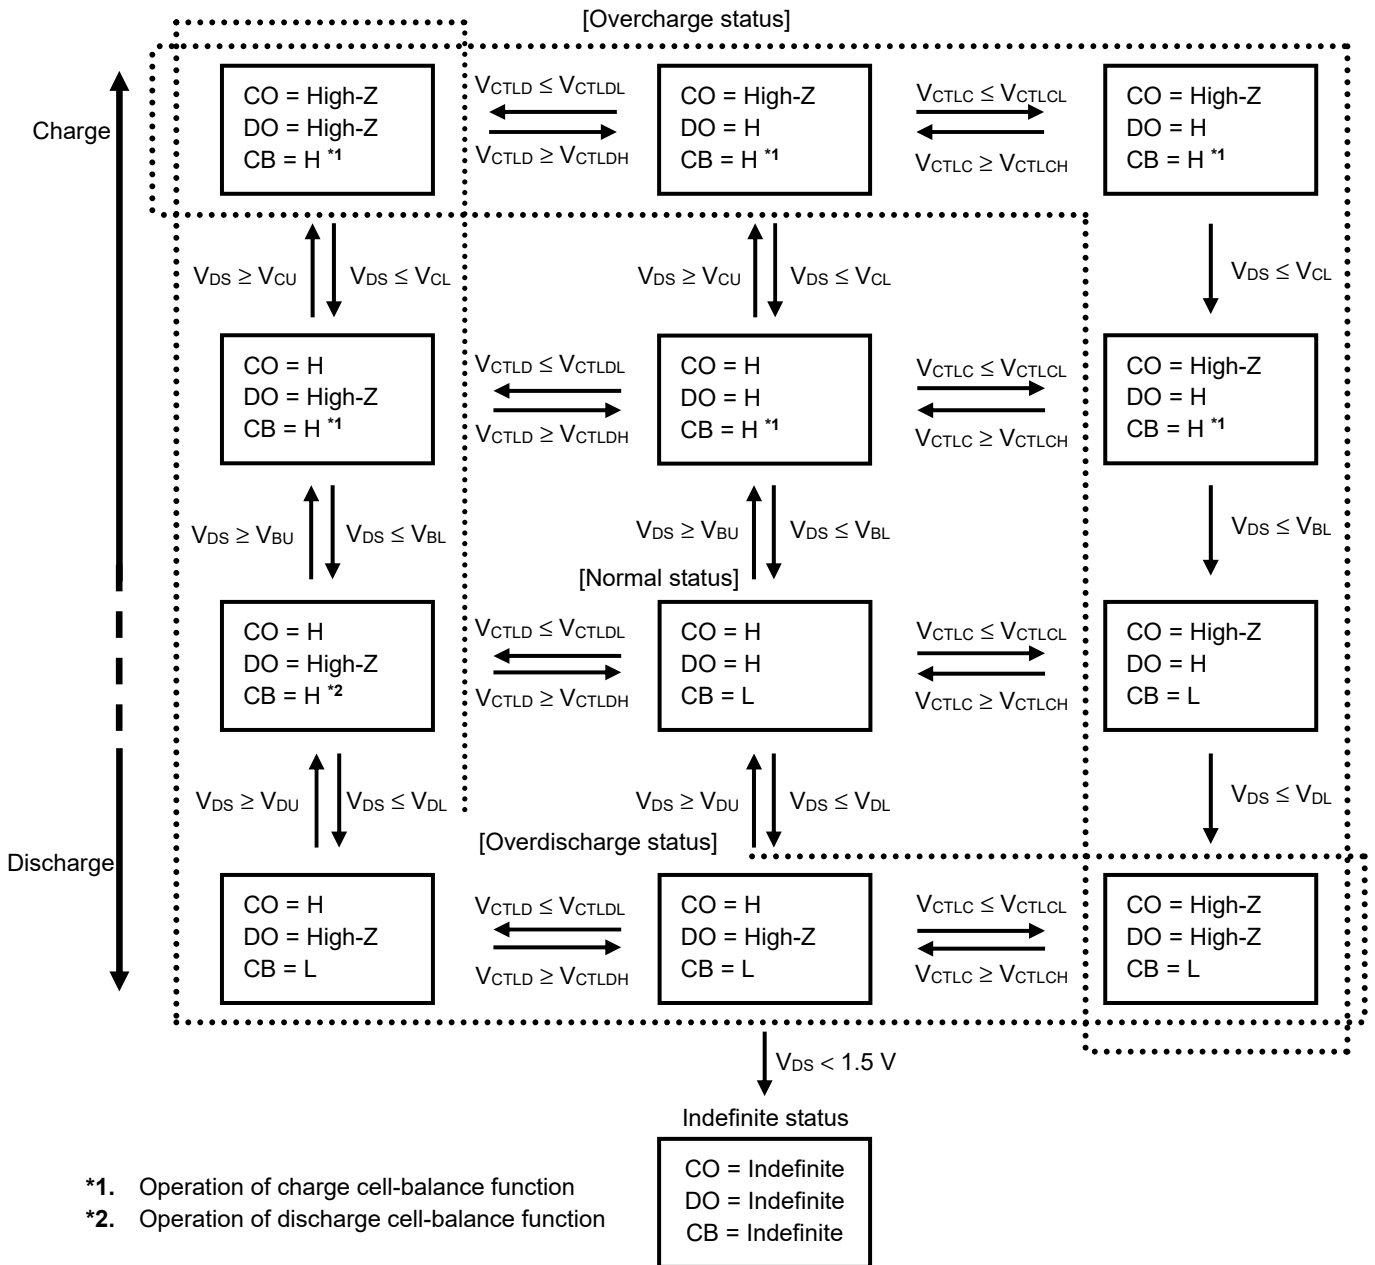 [Overcharge status]
Charge
CO = High-Z
DO = High-Z
CB = H *1
VCTLD ≤ VCTLDL
VCTLD ≥ VCTLDH
CO = High-Z
DO = H
CB = H *1
VCTLC ≤ VCTLCL
VCTLC ≥ VCTLCH
CO = High-Z
DO = H
CB = H *1
VDS ≥ VCU
VDS ≤ VCL
VDS ≥ VCU
VDS ≤ VCL
VDS ≤ VCL
CO = H
DO = High-Z
CB = H *1
VCTLD ≤ VCTLDL
VCTLD ≥ VCTLDH
CO = H
DO = H
CB = H *1
VCTLC ≤ VCTLCL
VCTLC ≥ VCTLCH
CO = High-Z
DO = H
CB = H *1
VDS ≥ VBU
VDS ≤ VBL
VDS ≥ VBU
VDS ≤ VBL
VDS ≤ VBL
[Normal status]
CO = H
DO = High-Z
CB = H *2
VCTLD ≤ VCTLDL
VCTLD ≥ VCTLDH
CO = H
DO = H
CB = L
VCTLC ≤ VCTLCL
VCTLC ≥ VCTLCH
CO = High-Z
DO = H
CB = L
VDS ≥ VDU
VDS ≤ VDL
VDS ≥ VDU
VDS ≤ VDL
VDS ≤ VDL
[Overdischarge status]
Discharge
CO = H
DO = High-Z
CB = L
VCTLD ≤ VCTLDL
VCTLD ≥ VCTLDH
CO = H
DO = High-Z
CB = L
VCTLC ≤ VCTLCL
VCTLC ≥ VCTLCH
CO = High-Z
DO = High-Z
CB = L
VDS < 1.5 V
Indefinite status
CO = Indefinite
DO = Indefinite
CB = Indefinite
*1. Operation of charge cell-balance function
*2. Operation of discharge cell-balance function